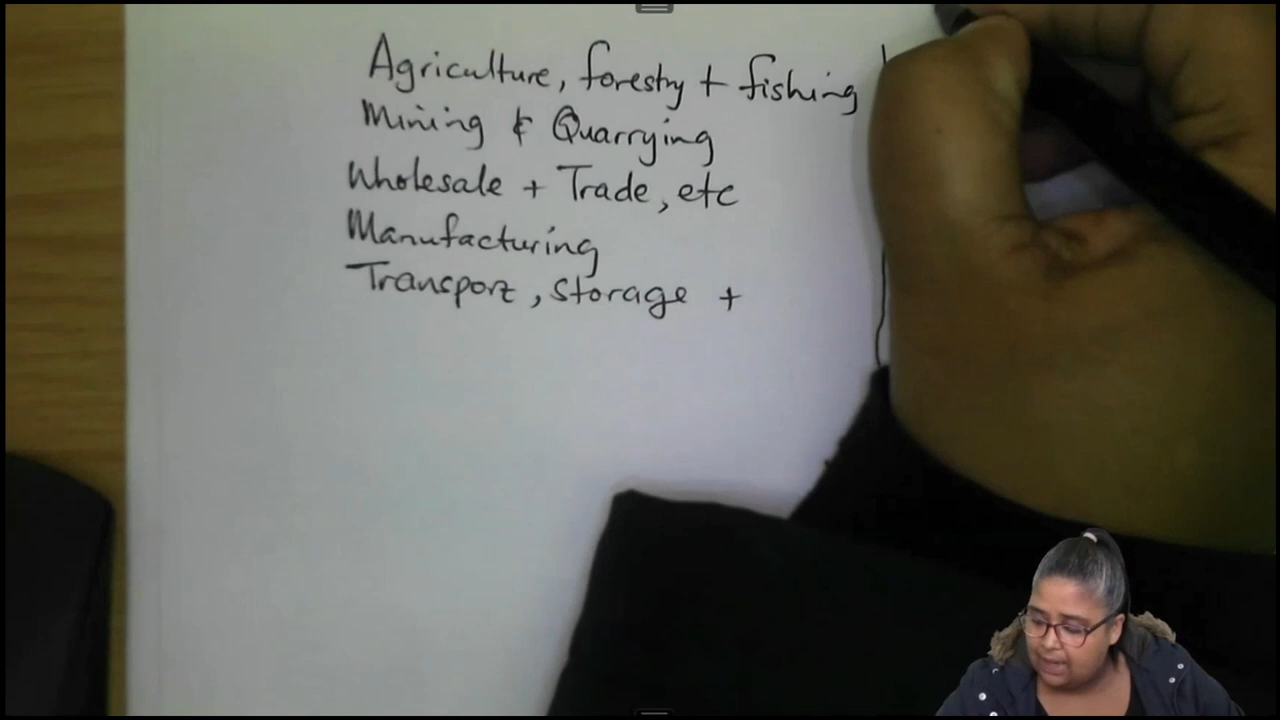 Agriculture, forestry + fishing
Mining & Quarrying
Wholesale + Trade, etc
Manufacturing
Transport, storage +